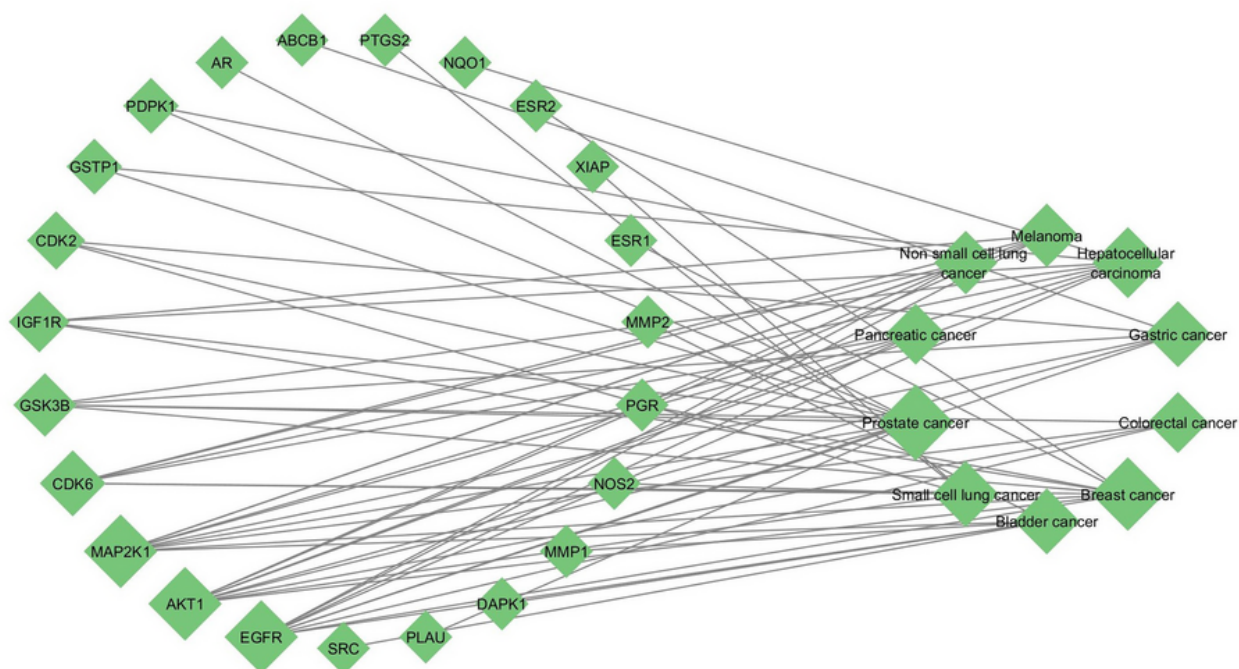 ABCB1
PTGS2
AR
NQO1
PDPK1
ESR2
GSTP1
XIAP
CDK2
ESR1
Melanoma
Non small cell lung
cancer
Hepatocellular
carcinoma
IGF1R
MMP2
Pancreatic cancer
Gastric cancer
GSK3B
PGR
Prostate cancer
Colorectal cancer
CDK6
NOS2
Small cell lung cancer
Breast cancer
Bladder cancer
MAP2K1
MMP1
AKT1
DAPK1
EGFR
SRC
PLAU